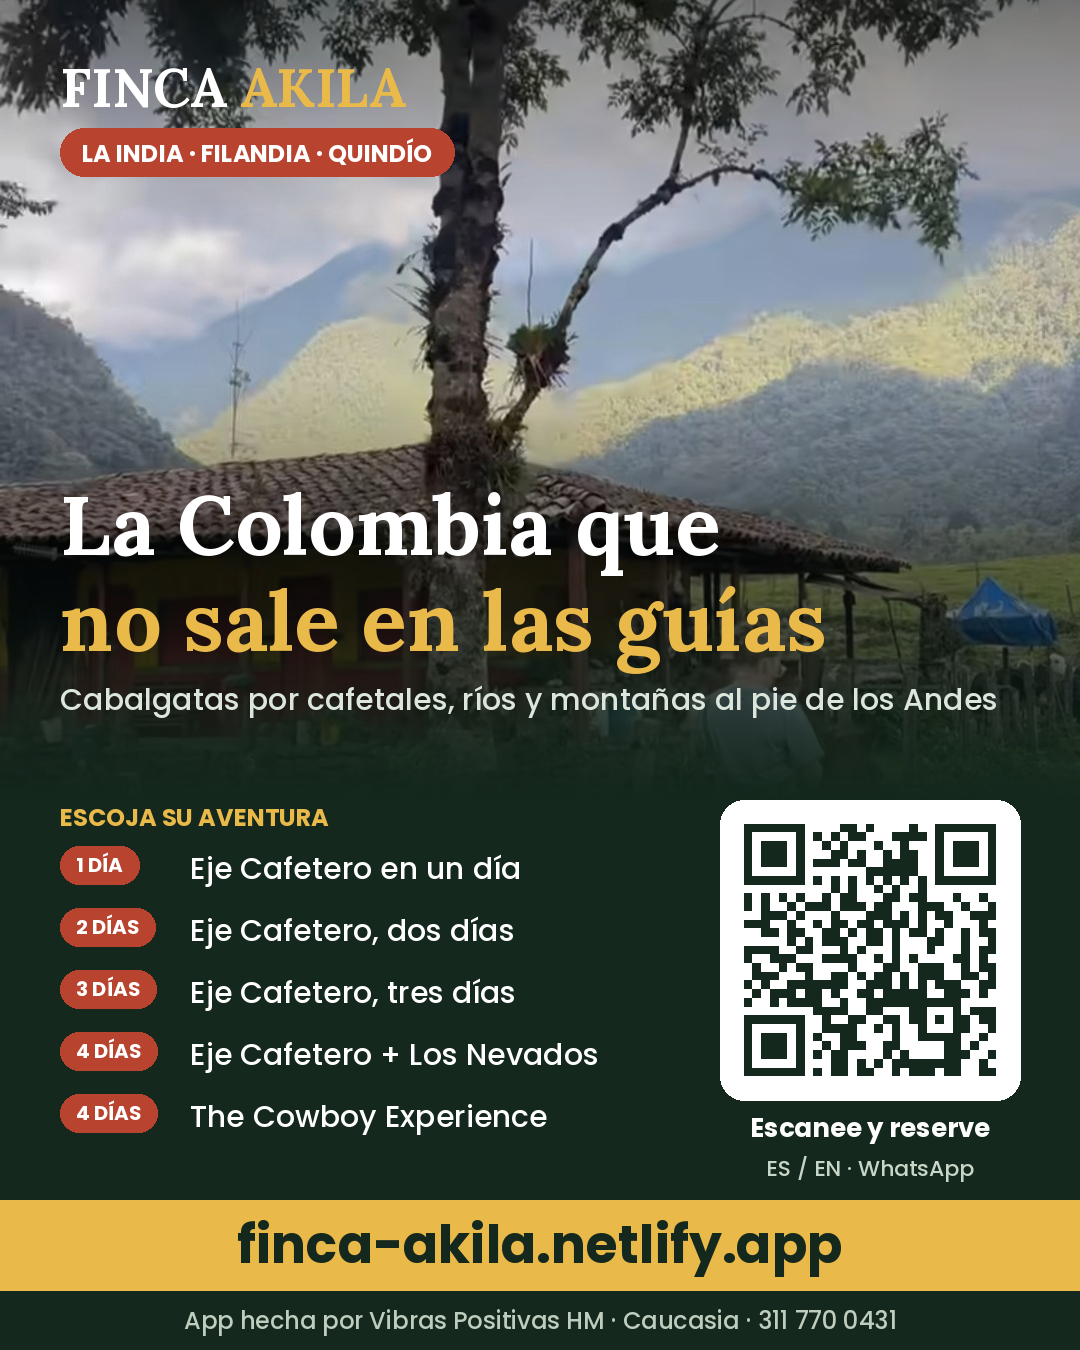 FINCA AKILA
LA INDIA · FILANDIA · QUINDÍO
La Colombia que
no sale en las guías
Cabalgatas por cafetales, ríos y montañas al pie de los Andes
ESCOJA SU AVENTURA
1 DÍA Eje Cafetero en un día
2 DÍAS Eje Cafetero, dos días
3 DÍAS Eje Cafetero, tres días
4 DÍAS Eje Cafetero + Los Nevados
4 DÍAS The Cowboy Experience
Escanee y reserve
ES / EN · WhatsApp
finca-akila.netlify.app
App hecha por Vibras Positivas HM · Caucasia · 311 770 0431